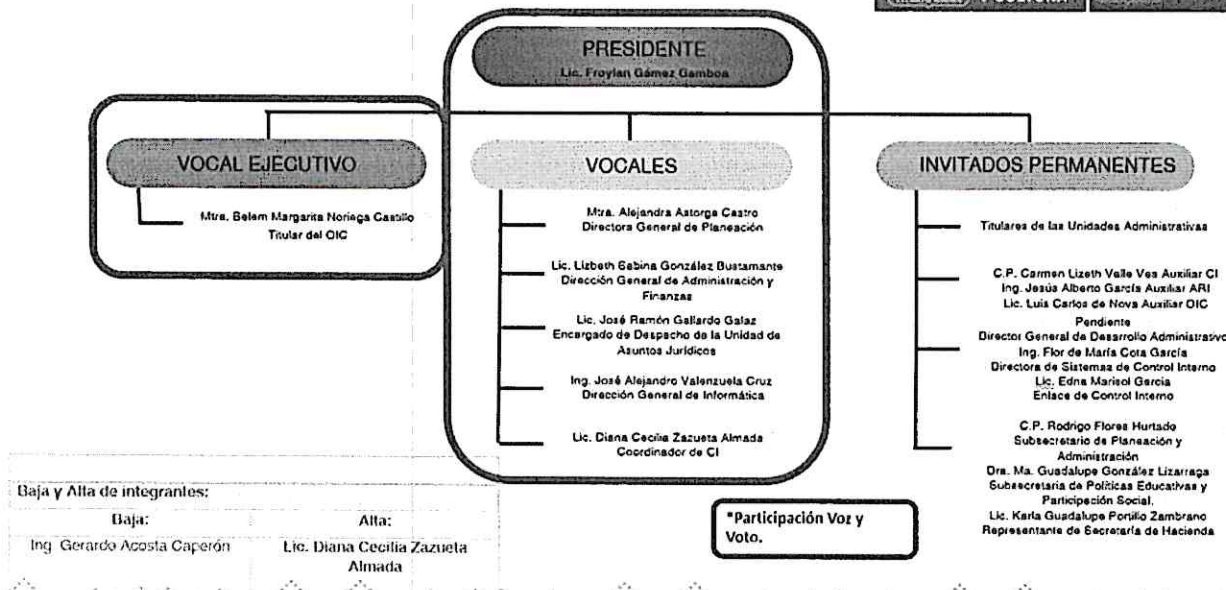 Y CULTURA
PRESIDENTE
Lic. Froylan Gámez Gamboa
VOCAL EJECUTIVO
Mtra. Belem Margarita Noriega Castillo
Titular del OIC
VOCALES
Mtra. Alejandra Astorga Castro
Directora General de Planeación
Lic. Lizbeth Sabina González Bustamante
Dirección General de Administración y
Finanzas
Lic. José Ramón Gallardo Galaz
Encargado de Despacho de la Unidad de
Asuntos Jurídicos
Ing. José Alejandro Valenzuela Cruz
Dirección General de Informática
Lic. Diana Cecilia Zazueta Almada
Coordinador de CI
INVITADOS PERMANENTES
Titulares de las Unidades Administrativas
C.P. Carmen Lizeth Valle Vea Auxiliar CI
Ing. Jesús Alberto García Auxiliar ARI
Lic. Luis Carlos de Nova Auxiliar OIC
Pendiente
Director General de Desarrollo Administrativo
Ing. Flor de María Cota García
Directora de Sistemas de Control Interno
Lic. Edna Marisol Garcia
Enlace de Control Interno
C.P. Rodrigo Flores Hurtado
Subsecretario de Planeación y
Administración
Dra. Ma. Guadalupe González Lizarraga
Subsecretaria de Políticas Educativas y
Participación Social.
Lic. Karla Guadalupe Portillo Zambrano
Representante de Secretaría de Hacienda
Baja y Alta de integrantes:
Baja: Alta:
Ing. Gerardo Acosta Caperón Lic. Diana Cecilia Zazueta
Almada
*Participación Voz y
Voto.